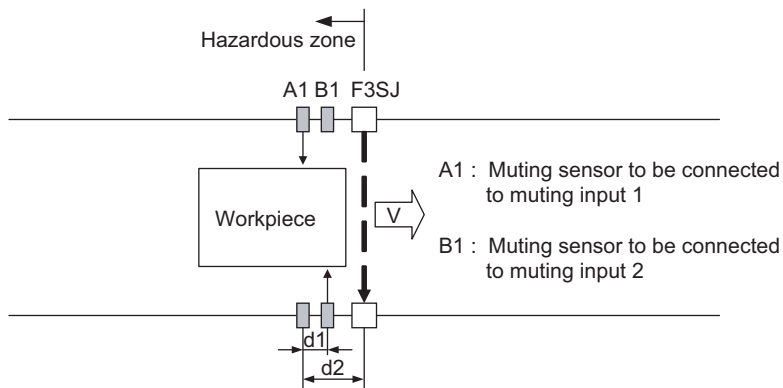 Hazardous zone
A1 B1 F3SJ
A1 : Muting sensor to be connected
to muting input 1
Workpiece
V
B1 : Muting sensor to be connected
to muting input 2
d1
d2